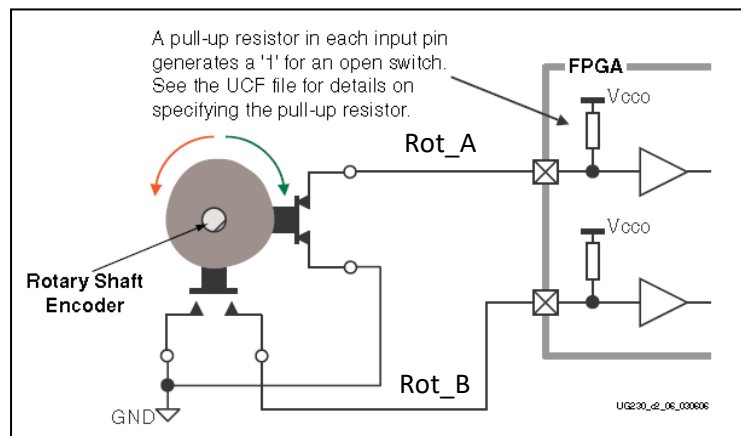 A pull-up resistor in each input pin
generates a '1' for an open switch.
See the UCF file for details on
specifying the pull-up resistor.
FPGA
Vcco
Rot_A
Vcco
Rotary Shaft
Encoder
Rot_B
GND
UG230_c2_06_030606